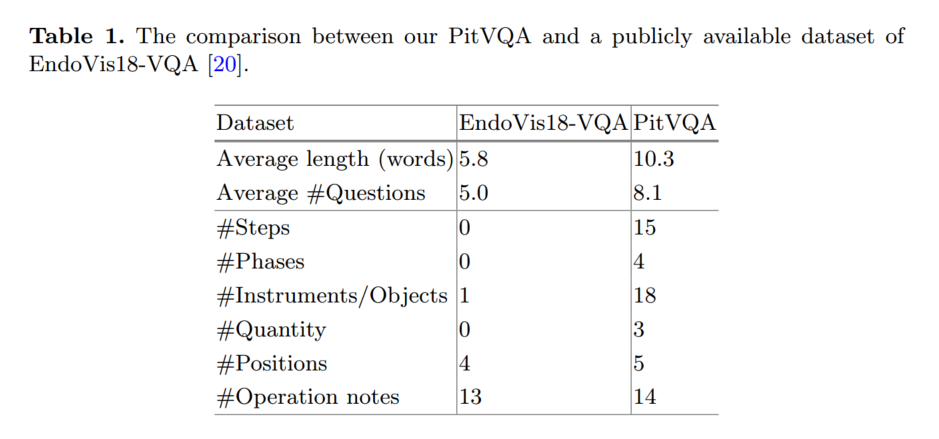 Table 1. The comparison between our PitVQA and a publicly available dataset of
EndoVis18-VQA [20].
Dataset EndoVis18-VQA PitVQA
Average length (words) 5.8 10.3
Average #Questions 5.0 8.1
#Steps 0 15
#Phases 0 4
#Instruments/Objects 1 18
#Quantity 0 3
#Positions 4 5
#Operation notes 13 14